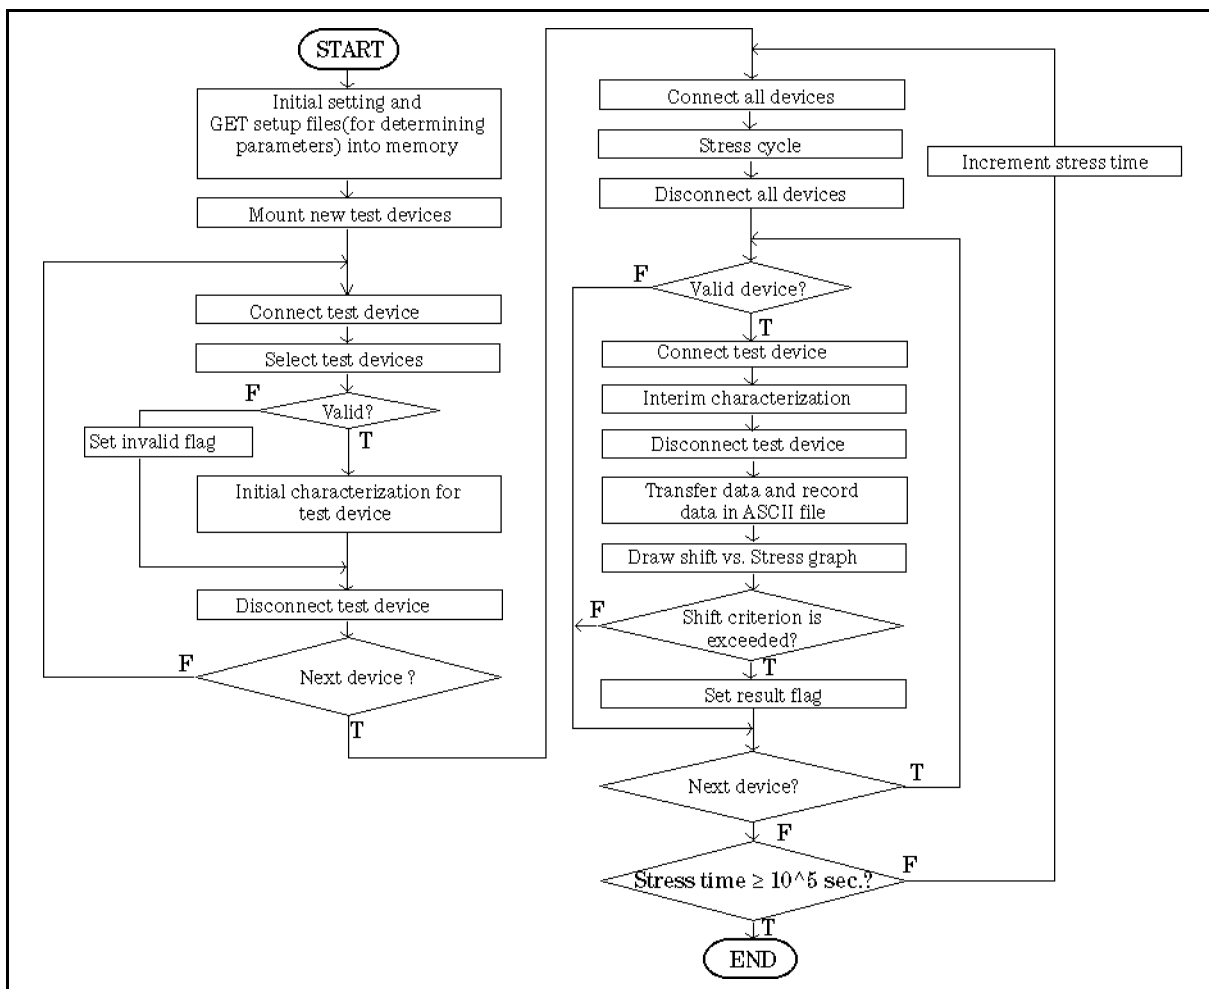 START
Initial setting and
GET setup files(for determining
parameters) into memory
Mount new test devices
Connect test device
Select test devices
F
Valid?
T
Set invalid flag
Initial characterization for
test device
Disconnect test device
F
Next device ?
T
Connect all devices
Stress cycle
Increment stress time
Disconnect all devices
F
Valid device?
T
Connect test device
Interim characterization
Disconnect test device
Transfer data and record
data in ASCII file
Draw shift vs. Stress graph
F
Shift criterion is
exceeded?
T
Set result flag
Next device?
T
F
Stress time ≥ 10^5 sec.?
F
T
END